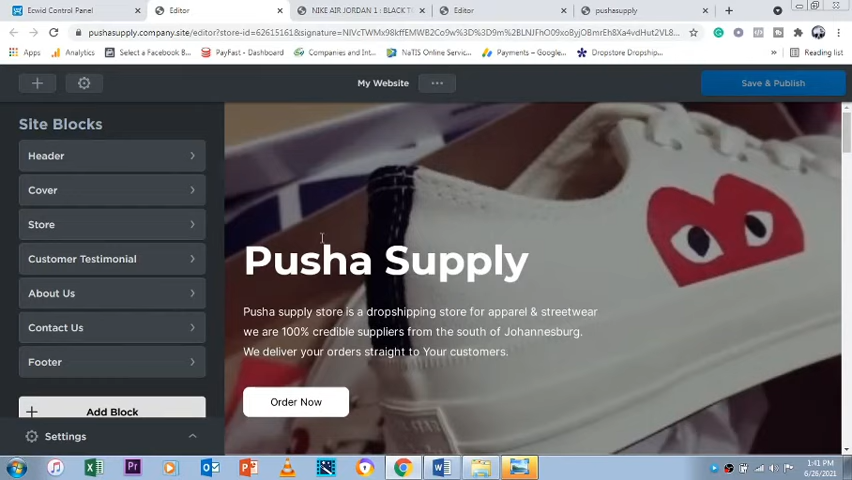 Ecwid Control Panel
Editor
NIKE AIR JORDAN 1 : BLACK T
Editor
pushasupply
pushasupply.company.site/editor?store-id=62615161&signature=
Apps
Select a Facebook B...
PayFast - Dashboard
Companies and Int...
NaTIS Online Servic...
Payments – Google...
Dropstore Dropship...
»
Reading list
My Website
Save & Publish
Site Blocks
Header
Cover
Store
Customer Testimonial
About Us
Contact Us
Footer
Add Block
Settings
Pusha Supply
Pusha supply store is a dropshipping store for apparel & streetwear
we are 100% credible suppliers from the south of Johannesburg.
We deliver your orders straight to Your customers.
Order Now
1:41 PM
6/26/2021